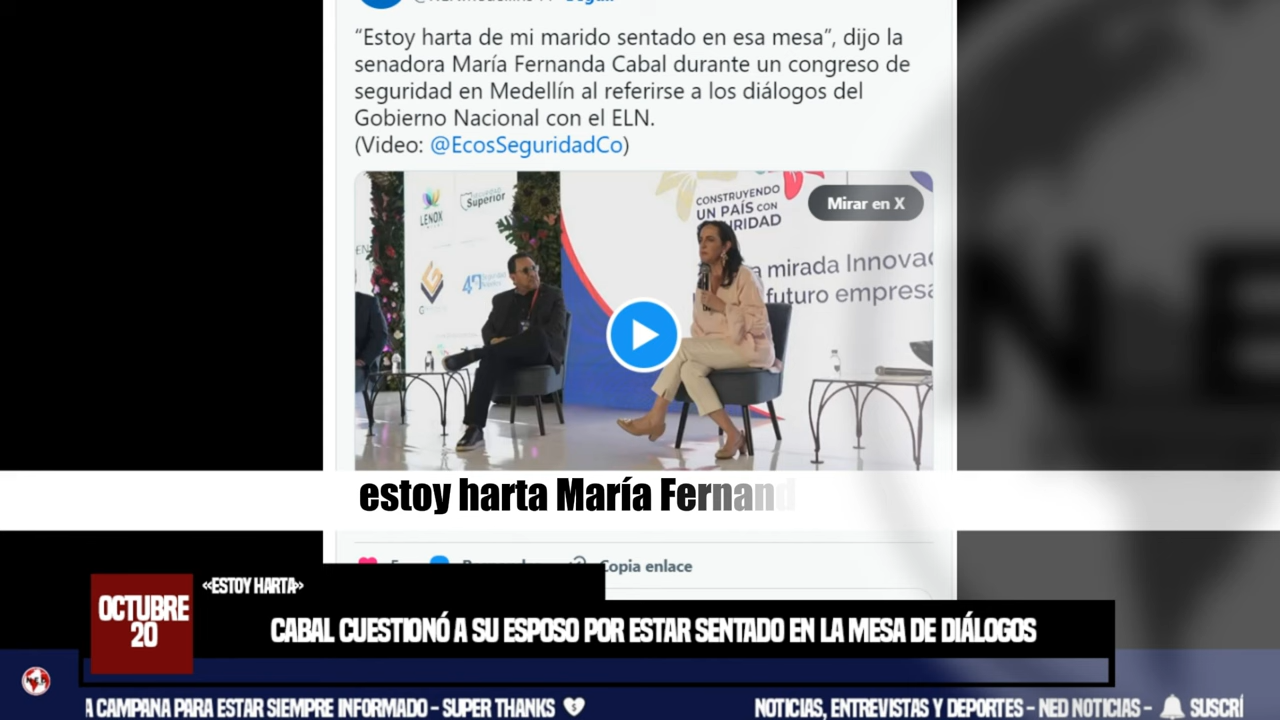 “Estoy harta de mi marido sentado en esa mesa”, dijo la
senadora María Fernanda Cabal durante un congreso de
seguridad en Medellín al referirse a los diálogos del
Gobierno Nacional con el ELN.
(Video: @EcosSeguridadCo)
Mirar en X
LENOX
Superior
CONSTRUYENDO
UN PAÍS CON
mirada Innovac
futuro empresa
estoy harta María Fernand
Copia enlace
«ESTOY HARTA»
OCTUBRE
20
CABAL CUESTIONÓ A SU ESPOSO POR ESTAR SENTADO EN LA MESA DE DIÁLOGOS
A CAMPANA PARA ESTAR SIEMPRE INFORMADO - SUPER THANKS
NOTICIAS, ENTREVISTAS Y DEPORTES - NED NOTICIAS -
SUSCRÍ